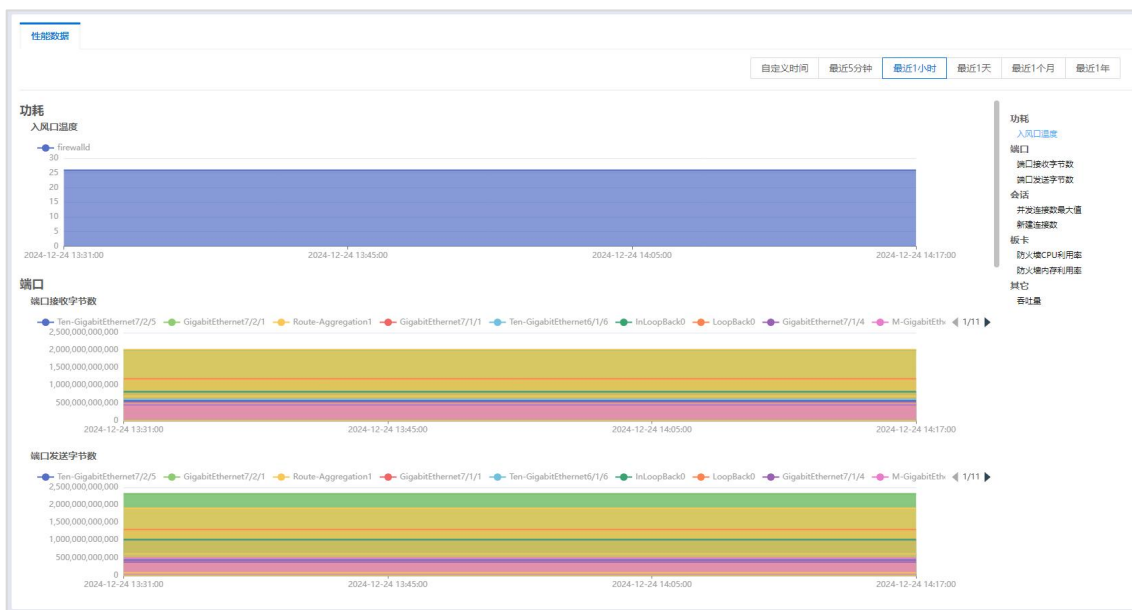 性能数据
自定义时间 最近5分钟 最近1小时 最近1天 最近1个月 最近1年
功耗
入风口温度
firewalld
30
25
20
15
10
5
0
2024-12-24 13:31:00 2024-12-24 13:45:00 2024-12-24 14:05:00 2024-12-24 14:17:00
端口
端口接收字节数
Ten-GigabitEthernet7/2/5 GigabitEthernet7/2/1 Route-Aggregation1 GigabitEthernet7/1/1 Ten-GigabitEthernet6/1/6 InLoopBack0 LoopBack0 GigabitEthernet7/1/4 M-GigabitEth 1/11
2,500,000,000,000
2,000,000,000,000
1,500,000,000,000
1,000,000,000,000
500,000,000,000
0
2024-12-24 13:31:00 2024-12-24 13:45:00 2024-12-24 14:05:00 2024-12-24 14:17:00
端口发送字节数
Ten-GigabitEthernet7/2/5 GigabitEthernet7/2/1 Route-Aggregation1 GigabitEthernet7/1/1 Ten-GigabitEthernet6/1/6 InLoopBack0 LoopBack0 GigabitEthernet7/1/4 M-GigabitEth 1/11
2,500,000,000,000
2,000,000,000,000
1,500,000,000,000
1,000,000,000,000
500,000,000,000
0
2024-12-24 13:31:00 2024-12-24 13:45:00 2024-12-24 14:05:00 2024-12-24 14:17:00
功耗
入风口温度
端口
端口接收字节数
端口发送字节数
会话
并发连接数最大值
新建连接数
板卡
防火墙CPU利用率
防火墙内存利用率
其它
吞吐量